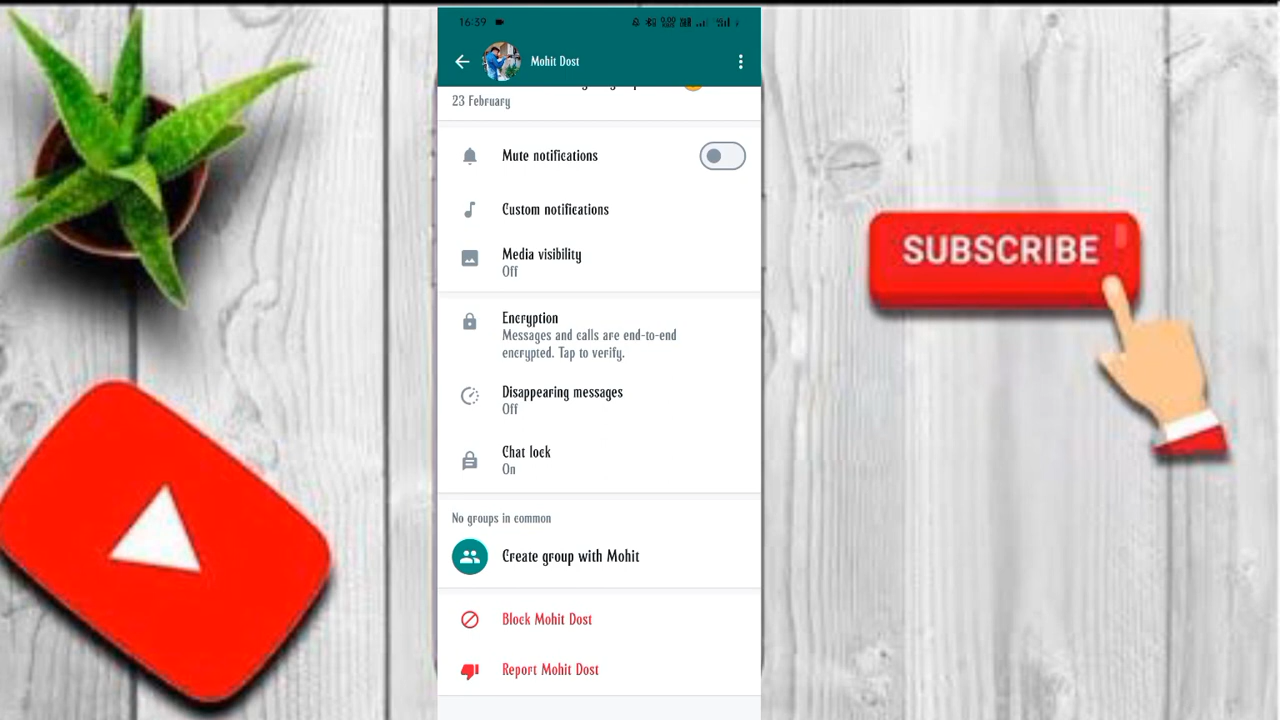 16:39
Mohit Dost
23 February
Mute notifications
Custom notifications
Media visibility
Off
Encryption
Messages and calls are end-to-end
encrypted. Tap to verify.
Disappearing messages
Off
Chat lock
On
No groups in common
Create group with Mohit
Block Mohit Dost
Report Mohit Dost
SUBSCRIBE